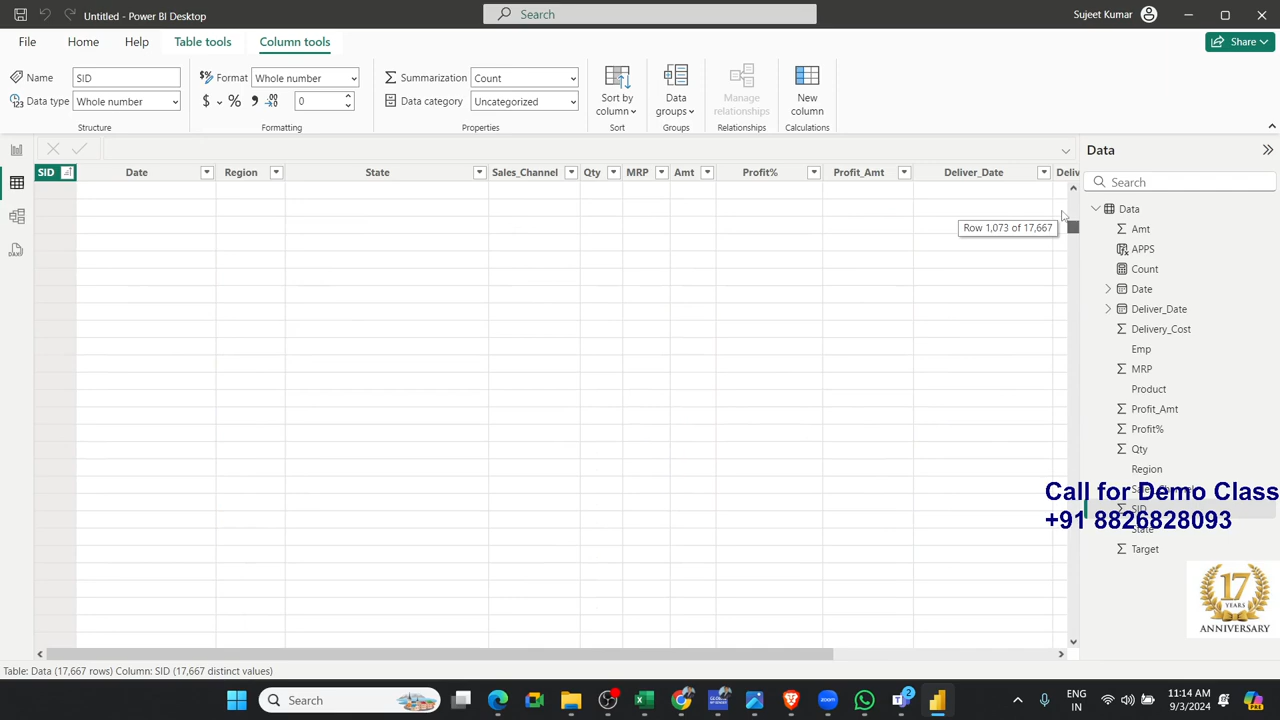 Untitled - Power BI Desktop
Search
Sujeet Kumar
File
Home
Help
Table tools
Column tools
Share
Name
SID
Format
Whole number
Summarization
Count
Data type
Whole number
$
%
0
Data category
Uncategorized
Sort by
column
Data
groups
Manage
relationships
New
column
Structure
Formatting
Properties
Sort
Groups
Relationships
Calculations
Data
SID
Date
Region
State
Sales_Channel
Qty
MRP
Amt
Profit%
Profit_Amt
Deliver_Date
Deliv
Search
Row 1,073 of 17,667
Data
Amt
APPS
Count
Date
Deliver_Date
Delivery_Cost
Emp
MRP
Product
Profit_Amt
Profit%
Qty
Region
SID
State
Target
Call for Demo Class
+91 8826828093
17
YEARS
ANNIVERSARY
Table: Data (17,667 rows) Column: SID (17,667 distinct values)
Search
2
ENG
IN
11:14 AM
9/3/2024